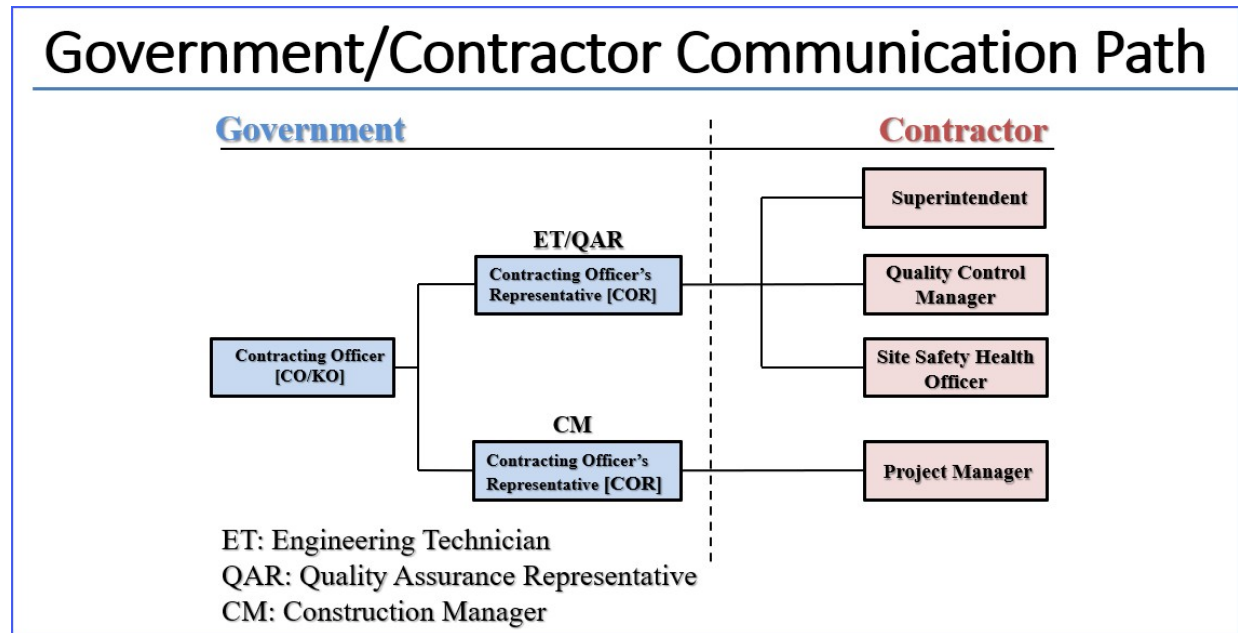 Government/Contractor Communication Path
Government
Contractor
Superintendent
ET/QAR
Contracting Officer's
Representative [COR]
Quality Control
Manager
Contracting Officer
[CO/KO]
Site Safety Health
Officer
CM
Contracting Officer's
Representative [COR]
Project Manager
ET: Engineering Technician
QAR: Quality Assurance Representative
CM: Construction Manager